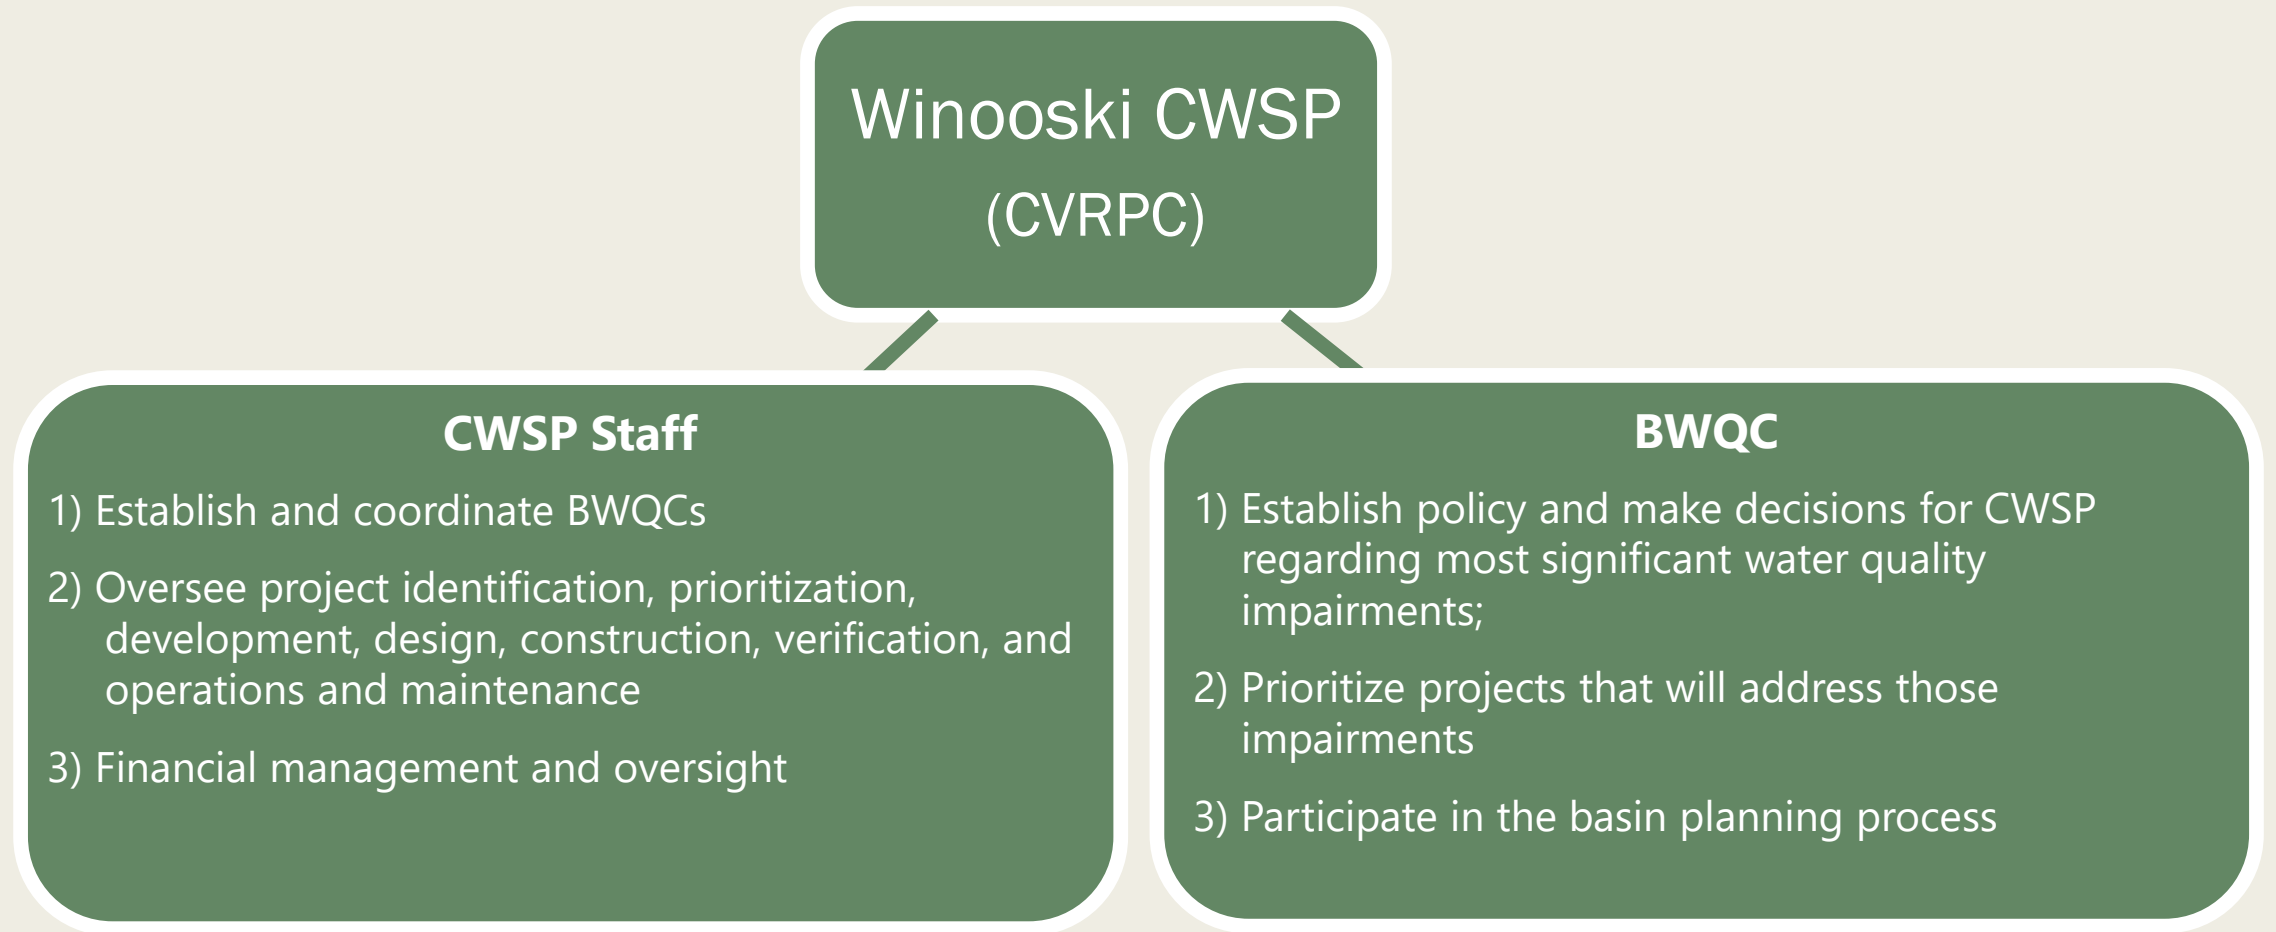 Winooski CWSP
(CVRPC)
CWSP Staff
1) Establish and coordinate BWQCs
2) Oversee project identification, prioritization,
development, design, construction, verification, and
operations and maintenance
3) Financial management and oversight
BWQC
1) Establish policy and make decisions for CWSP
regarding most significant water quality
impairments;
2) Prioritize projects that will address those
impairments
3) Participate in the basin planning process